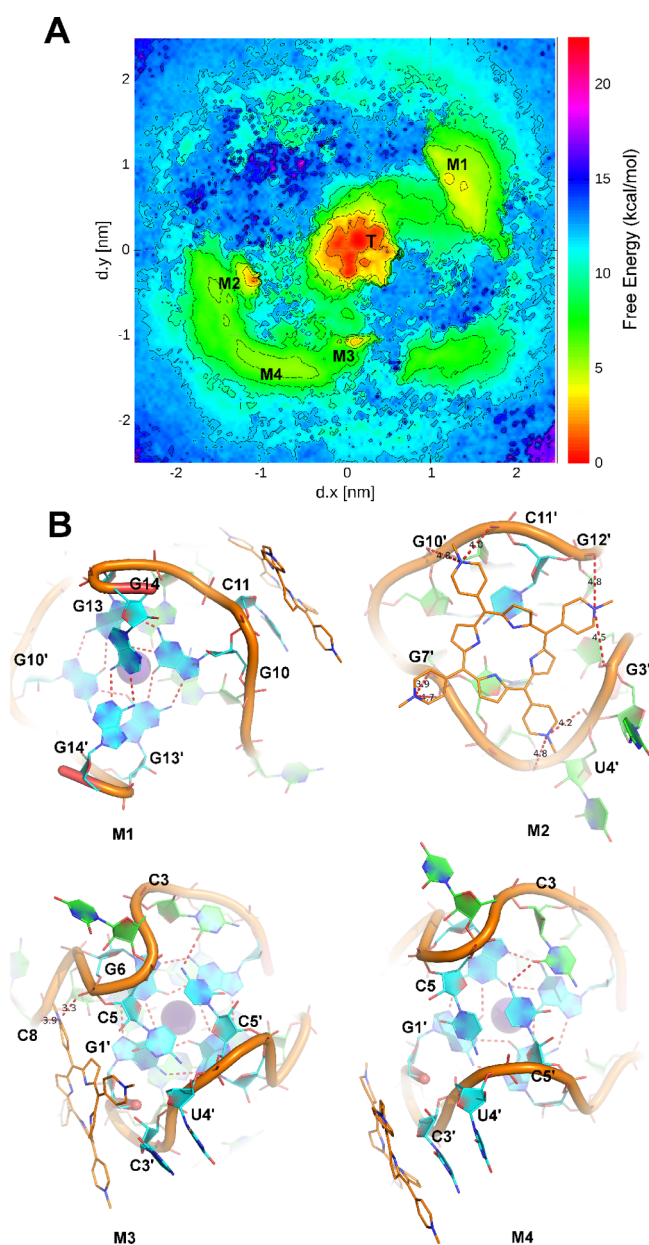 A
2
1
0
-1
-2
d.y [nm]
M1
T
M2
M3
M4
-2 -1 0 1 2
d.x [nm]
20
15
10
5
0
Free Energy (kcal/mol)
B
G14
G13
C11
G10'
G10
G14'
G13'
M1
C11'
G10'
G12'
4.8
4.0
4.8
4.5
G7'
G3'
3.9
4.2
4.8
U4'
M2
C3
G6
3.3
3.9
C5
C8
C5'
G1'
U4'
C3'
M3
C3
C5
G1'
C5'
U4'
C3'
M4